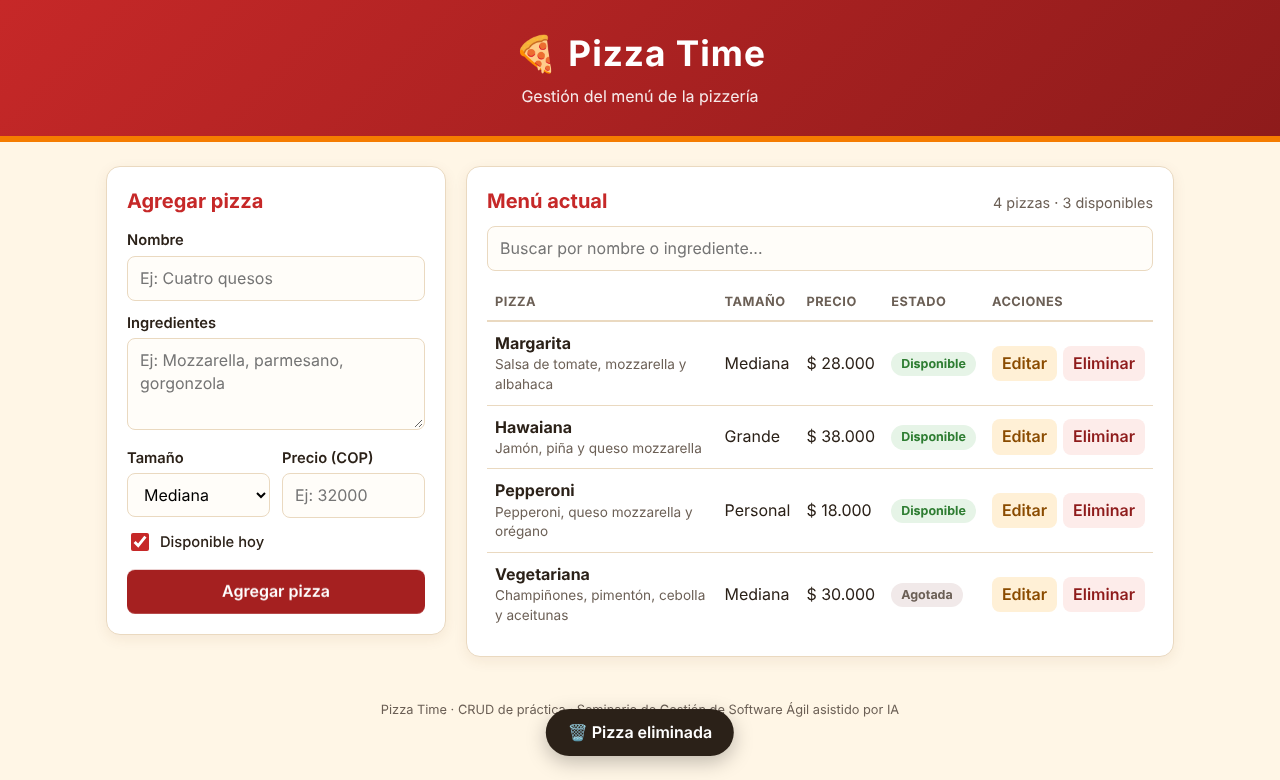 🍕 Pizza Time
Gestión del menú de la pizzería
Agregar pizza
Nombre
Ej: Cuatro quesos
Ingredientes
Ej: Mozzarella, parmesano,
gorgonzola
Tamaño
Precio (COP)
Mediana
Ej: 32000
Disponible hoy
Agregar pizza
Menú actual
4 pizzas · 3 disponibles
Buscar por nombre o ingrediente...
PIZZA TAMAÑO PRECIO ESTADO ACCIONES
Margarita
Salsa de tomate, mozzarella y
albahaca
Mediana $ 28.000 Disponible Editar Eliminar
Hawaiana
Jamón, piña y queso mozzarella
Grande $ 38.000 Disponible Editar Eliminar
Pepperoni
Pepperoni, queso mozzarella y
orégano
Personal $ 18.000 Disponible Editar Eliminar
Vegetariana
Champiñones, pimentón, cebolla
y aceitunas
Mediana $ 30.000 Agotada Editar Eliminar
Pizza Time · CRUD de práctica · Seminario de Gestión de Software Ágil asistido por IA
🗑️ Pizza eliminada